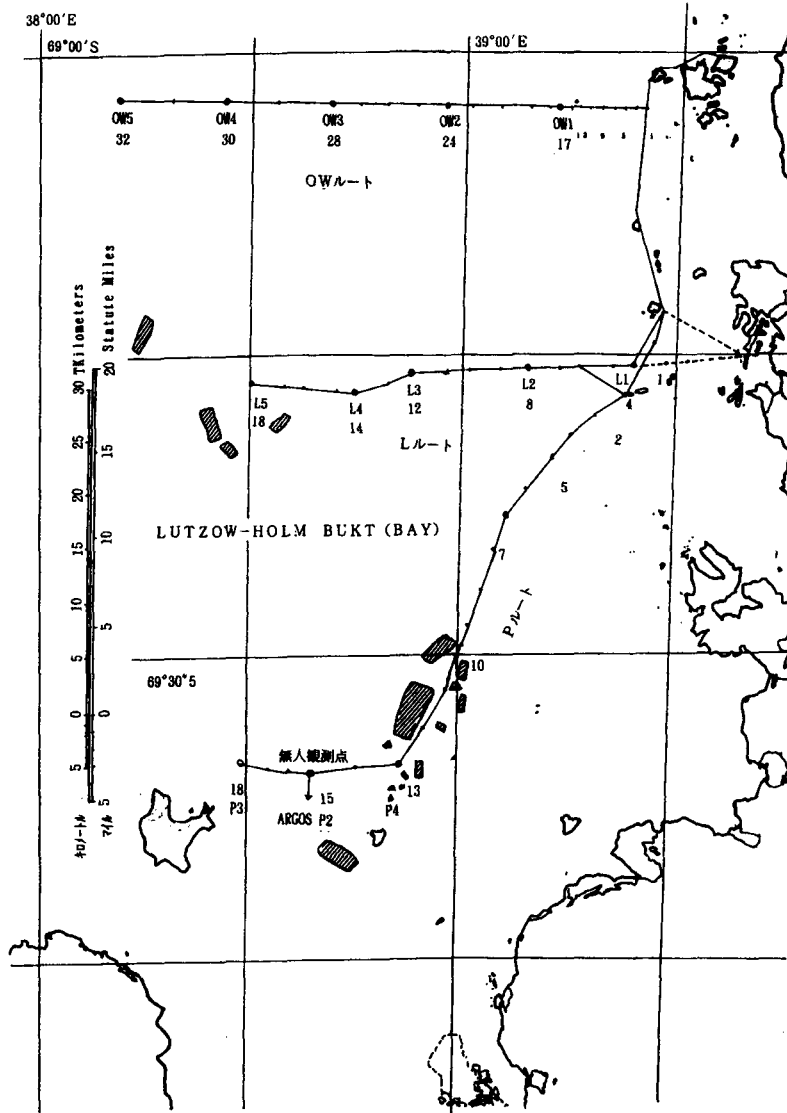 38°00'E
69°00'S
39°00'E
OW5 OW4 OW3 OW2 OW1
32 30 28 24 17
OWルート
30 TKilometers
20 Statute Miles
25 20 15 10 5 0 5
15 10 5 0 5
キロメートル
マイル
L5 L4 L3 L2 L1 1
18 14 12 8 4
Lルート
2
5
LUTZOW-HOLM BUKT (BAY)
7
Pルート
10
69°30'5
無人観測点
18 15 13
P3 ARGOS P2 P4